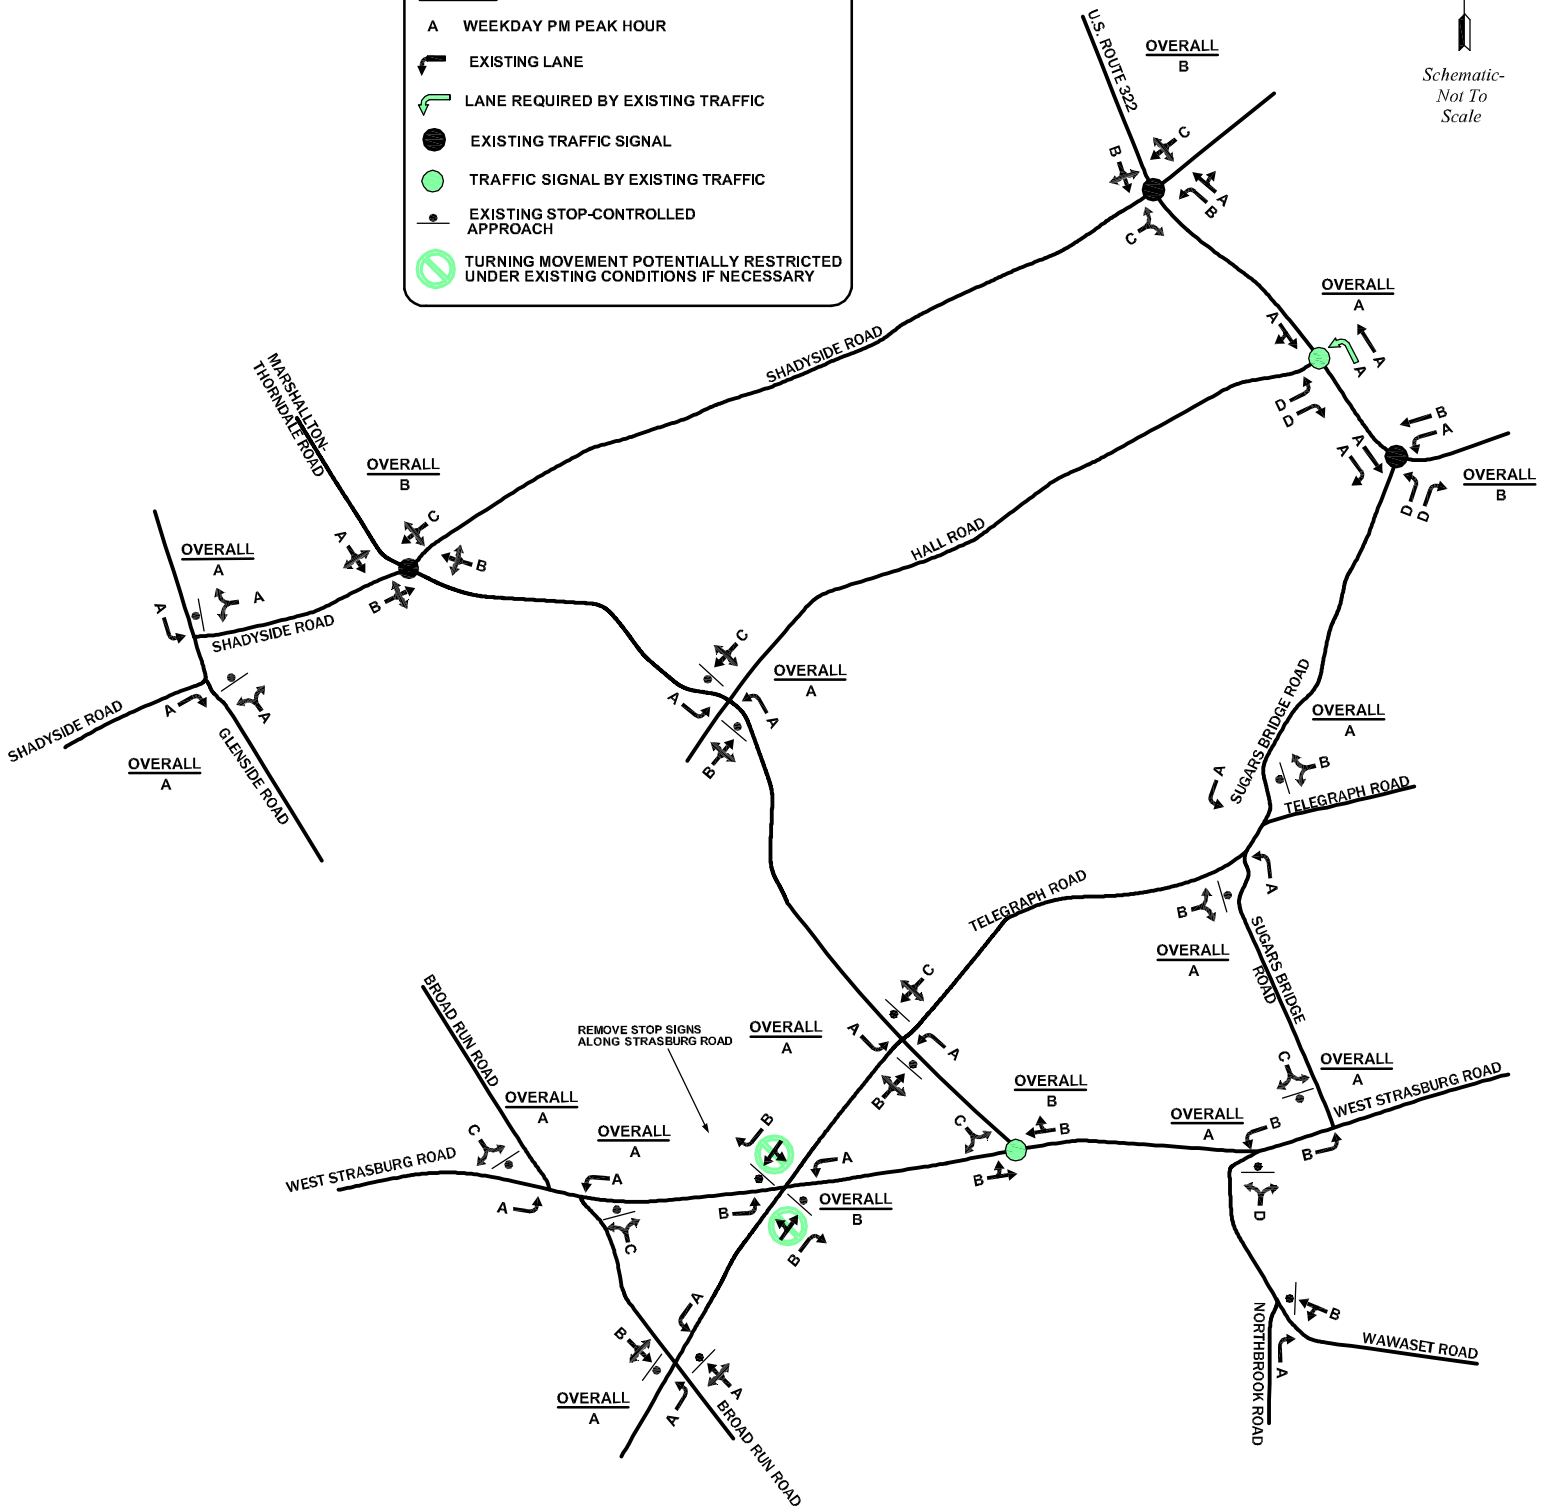 A WEEKDAY PM PEAK HOUR
EXISTING LANE
LANE REQUIRED BY EXISTING TRAFFIC
EXISTING TRAFFIC SIGNAL
TRAFFIC SIGNAL BY EXISTING TRAFFIC
EXISTING STOP-CONTROLLED
APPROACH
TURNING MOVEMENT POTENTIALLY RESTRICTED
UNDER EXISTING CONDITIONS IF NECESSARY
Schematic-
Not To
Scale
U.S. ROUTE 322
OVERALL
B
C
B
A
B
C
OVERALL
A
A
A
A
D
D
SHADYSIDE ROAD
B
A
A
A
D
D
OVERALL
B
MARSHALLTON-
THORNDALE ROAD
OVERALL
B
C
A
B
B
HALL ROAD
OVERALL
A
A
A
SHADYSIDE ROAD
SHADYSIDE ROAD
A
A
GLENSIDE ROAD
OVERALL
A
C
OVERALL
A
A
A
B
SUGARS BRIDGE ROAD
OVERALL
A
B
A
TELEGRAPH ROAD
TELEGRAPH ROAD
A
B
OVERALL
A
SUGARS BRIDGE
ROAD
BROAD RUN ROAD
REMOVE STOP SIGNS
ALONG STRASBURG ROAD
OVERALL
A
C
A
A
B
OVERALL
B
C
B
B
OVERALL
A
C
WEST STRASBURG ROAD
OVERALL
A
B
B
D
OVERALL
A
C
WEST STRASBURG ROAD
A
OVERALL
A
A
C
B
A
B
OVERALL
B
B
NORTHBROOK ROAD
B
WAWASET ROAD
A
A
B
A
A
OVERALL
A
BROAD RUN ROAD